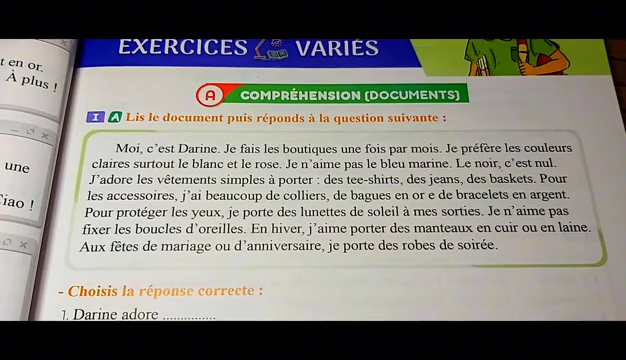 EXERCICES VARIÉS
t en or.
À plus !
A COMPRÉHENSION (DOCUMENTS)
I A Lis le document puis réponds à la question suivante :
Moi, c'est Darine. Je fais les boutiques une fois par mois. Je préfère les couleurs
claires surtout le blanc et le rose. Je n'aime pas le bleu marine. Le noir, c'est nul.
J'adore les vêtements simples à porter : des tee-shirts, des jeans, des baskets. Pour
les accessoires, j'ai beaucoup de colliers, de bagues en or e de bracelets en argent.
Pour protéger les yeux, je porte des lunettes de soleil à mes sorties. Je n'aime pas
fixer les boucles d'oreilles. En hiver, j'aime porter des manteaux en cuir ou en laine.
Aux fêtes de mariage ou d'anniversaire, je porte des robes de soirée.
une
Ciao !
- Choisis la réponse correcte :
1. Darine adore ...............